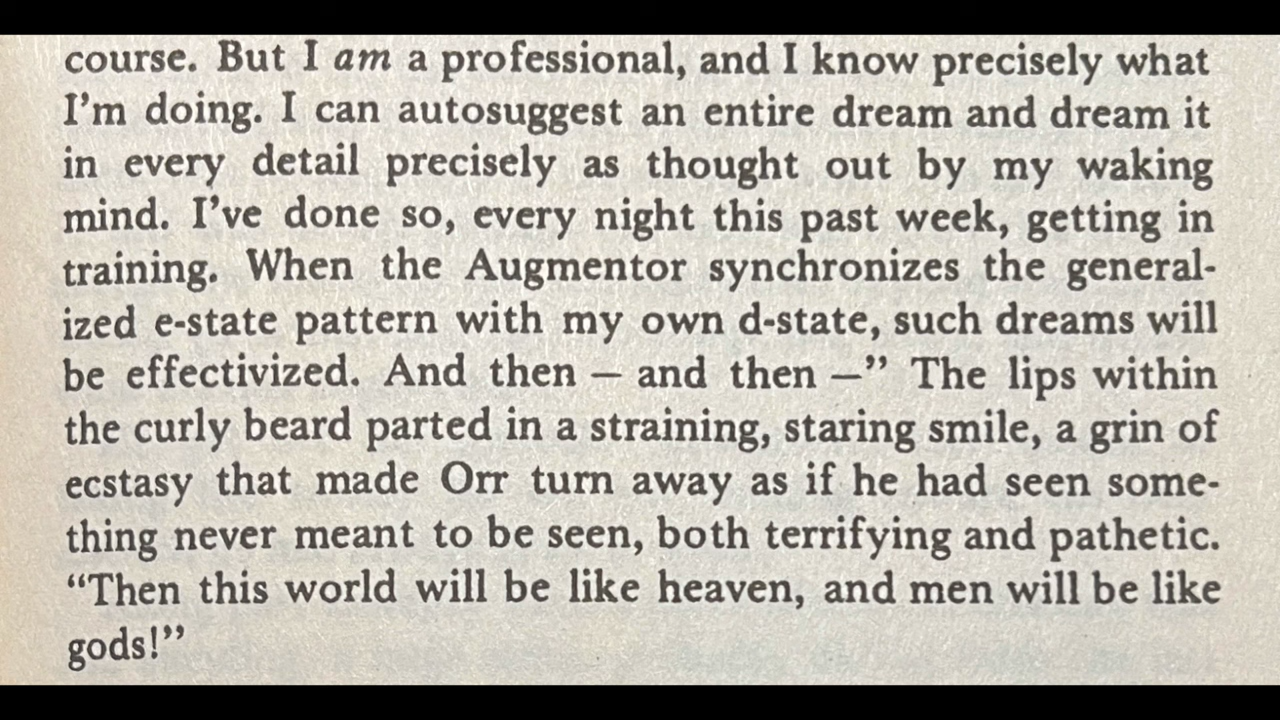 course. But I am a professional, and I know precisely what
I’m doing. I can autosuggest an entire dream and dream it
in every detail precisely as thought out by my waking
mind. I’ve done so, every night this past week, getting in
training. When the Augmentor synchronizes the general-
ized e-state pattern with my own d-state, such dreams will
be effectivized. And then — and then —” The lips within
the curly beard parted in a straining, staring smile, a grin of
ecstasy that made Orr turn away as if he had seen some-
thing never meant to be seen, both terrifying and pathetic.
“Then this world will be like heaven, and men will be like
gods!”